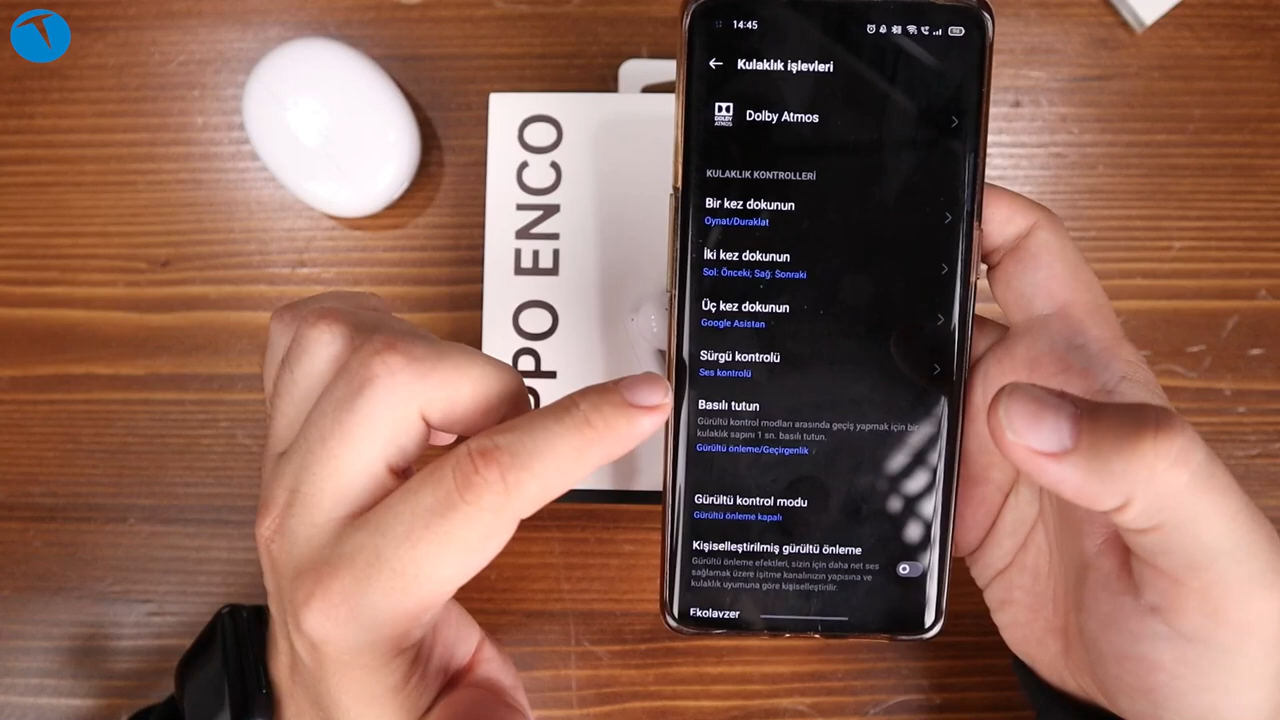 OPPO ENCO
14:45
Kulaklık işlevleri
DOLBY
ATMOS
Dolby Atmos
KULAKLIK KONTROLLERİ
Bir kez dokunun
Oynat/Duraklat
İki kez dokunun
Sol: Önceki; Sağ: Sonraki
Üç kez dokunun
Google Asistan
Sürgü kontrolü
Ses kontrolü
Basılı tutun
Gürültü kontrol modları arasında geçiş yapmak için bir
kulaklık sapını 1 sn. basılı tutun.
Gürültü önleme/Geçirgenlik
Gürültü kontrol modu
Gürültü önleme kapalı
Kişiselleştirilmiş gürültü önleme
Gürültü önleme efektleri, sizin için daha net ses
sağlamak üzere işitme kanalınızın yapısına ve
kulaklık uyumuna göre kişiselleştirilir.
Ekolayzer